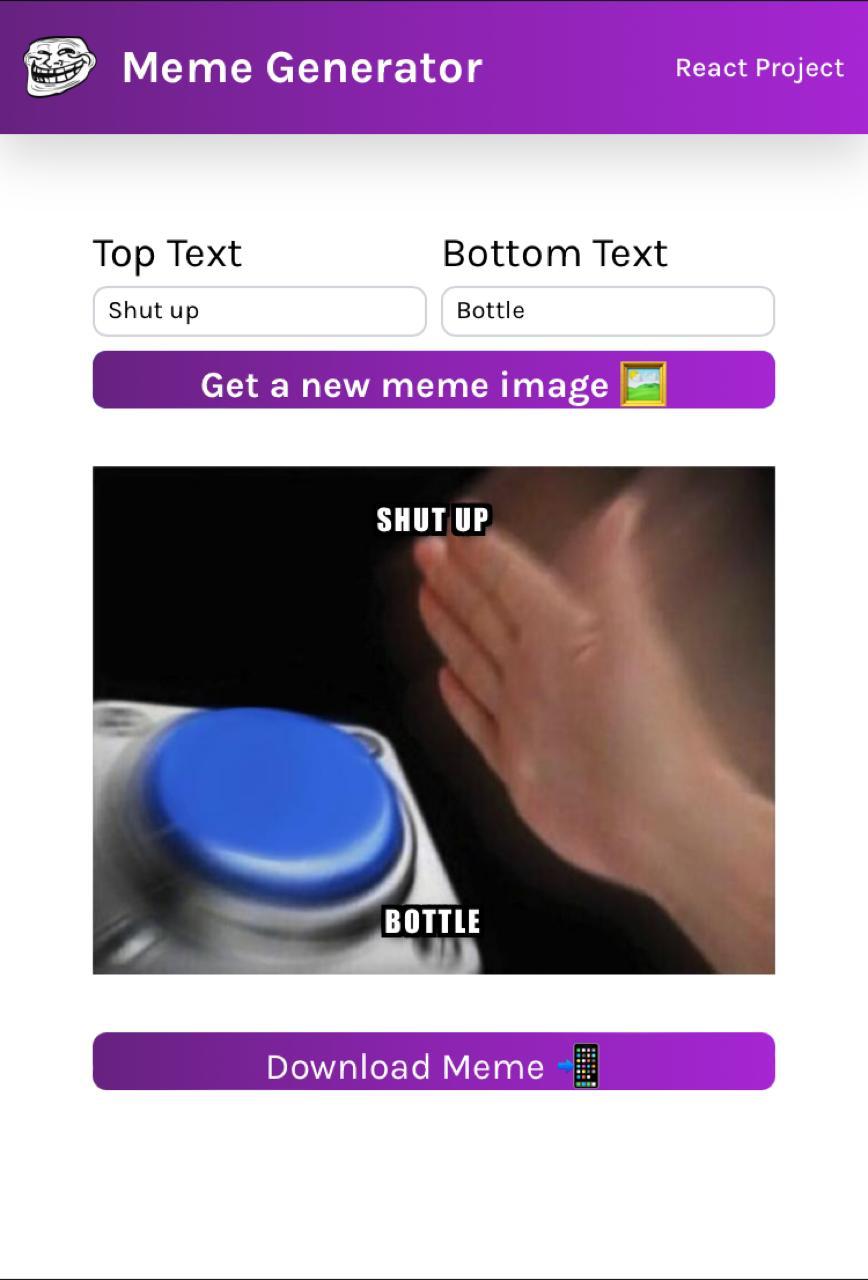 Meme Generator
React Project
Top Text
Bottom Text
Shut up
Bottle
Get a new meme image
SHUT UP
BOTTLE
Download Meme